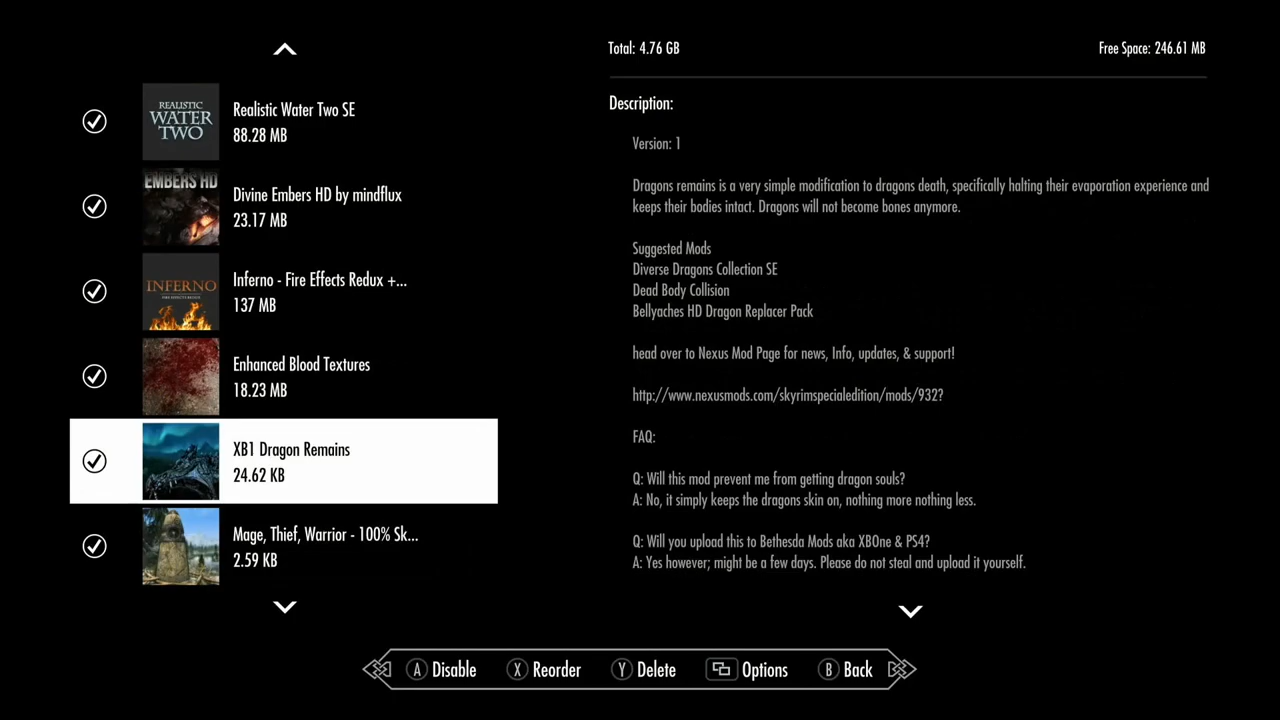 Total: 4.76 GB
Free Space: 246.61 MB
REALISTIC
WATER
TWO
Realistic Water Two SE
88.28 MB
EMBERS HD
Divine Embers HD by mindflux
23.17 MB
INFERNO
FIRE EFFECTS REDUX
Inferno - Fire Effects Redux +...
137 MB
Enhanced Blood Textures
18.23 MB
XB1 Dragon Remains
24.62 KB
Mage, Thief, Warrior - 100% Sk...
2.59 KB
Description:
Version: 1
Dragons remains is a very simple modification to dragons death, specifically halting their evaporation experience and
keeps their bodies intact. Dragons will not become bones anymore.
Suggested Mods
Diverse Dragons Collection SE
Dead Body Collision
Bellyaches HD Dragon Replacer Pack
head over to Nexus Mod Page for news, Info, updates, & support!
http://www.nexusmods.com/skyrimspecialedition/mods/932?
FAQ:
Q: Will this mod prevent me from getting dragon souls?
A: No, it simply keeps the dragons skin on, nothing more nothing less.
Q: Will you upload this to Bethesda Mods aka XBOne & PS4?
A: Yes however; might be a few days. Please do not steal and upload it yourself.
A Disable X Reorder Y Delete Options B Back